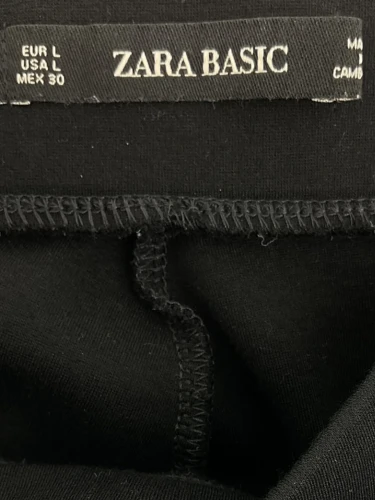 EUR L
USA L
MEX 30
ZARA BASIC